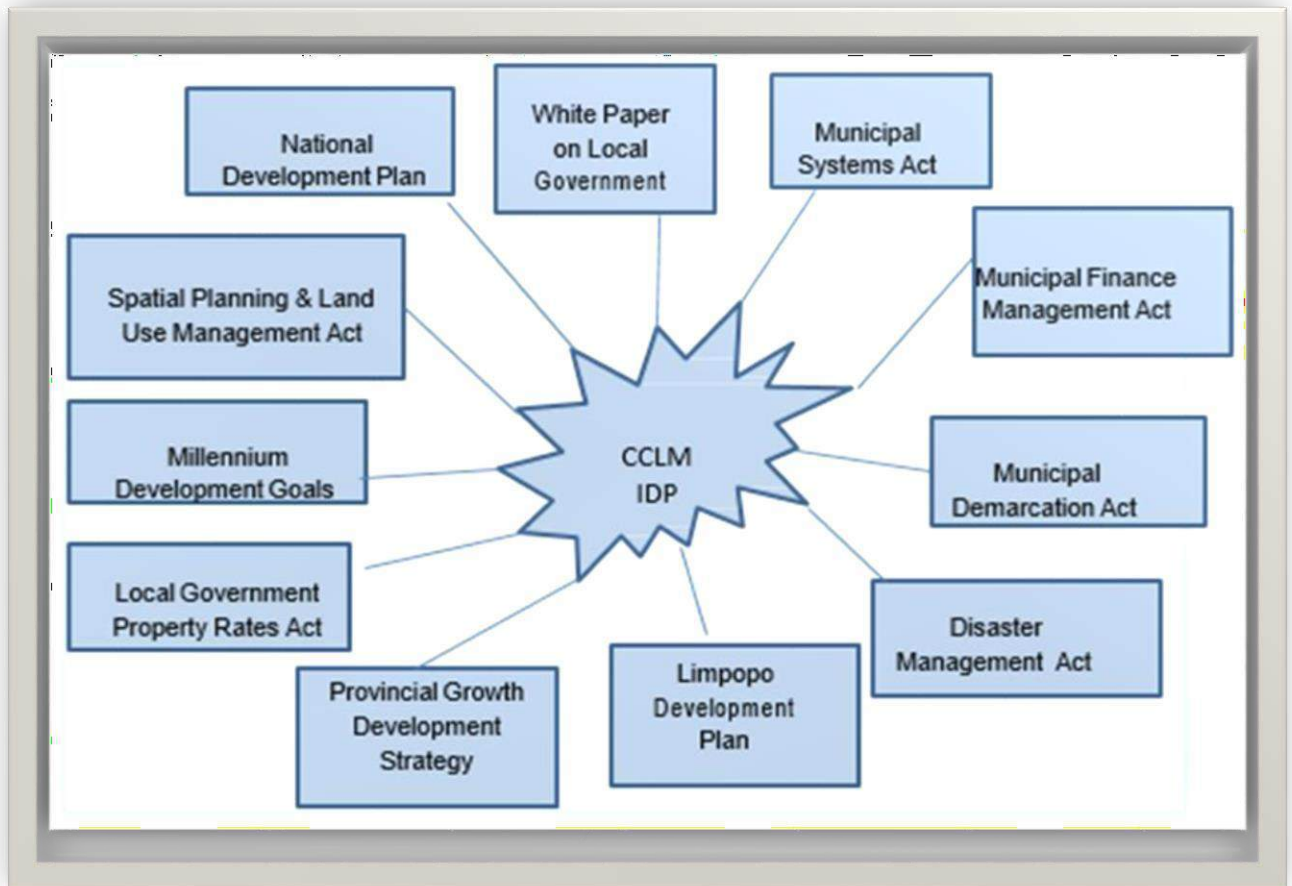 National
Development Plan
White Paper
on Local
Government
Municipal
Systems Act
Spatial Planning & Land
Use Management Act
Municipal Finance
Management Act
Millennium
Development Goals
CCLM
IDP
Municipal
Demarcation Act
Local Government
Property Rates Act
Disaster
Management Act
Provincial Growth
Development
Strategy
Limpopo
Development
Plan